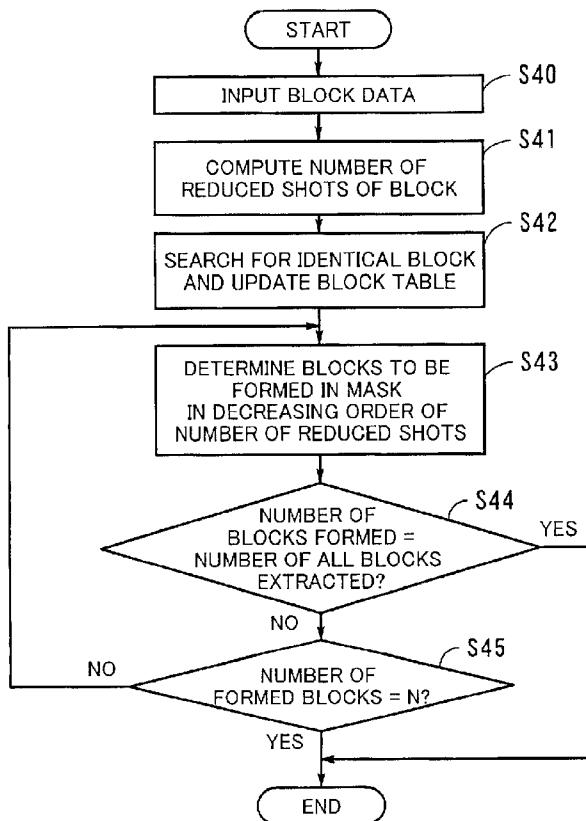 START
S40
INPUT BLOCK DATA
S41
COMPUTE NUMBER OF
REDUCED SHOTS OF BLOCK
S42
SEARCH FOR IDENTICAL BLOCK
AND UPDATE BLOCK TABLE
S43
DETERMINE BLOCKS TO BE
FORMED IN MASK
IN DECREASING ORDER OF
NUMBER OF REDUCED SHOTS
S44
NUMBER OF
BLOCKS FORMED =
NUMBER OF ALL BLOCKS
EXTRACTED?
YES
NO
S45
NUMBER OF
FORMED BLOCKS = N?
NO
YES
END